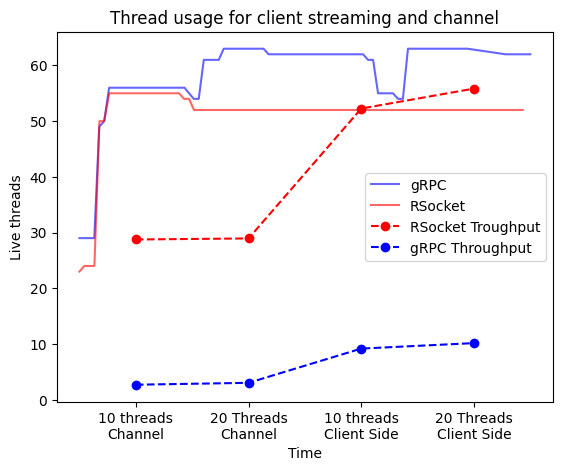 Thread usage for client streaming and channel
Live threads
60
50
40
30
20
10
0
gRPC
RSocket
RSocket Troughput
gRPC Throughput
10 threads
Channel
20 Threads
Channel
10 threads
Client Side
20 Threads
Client Side
Time